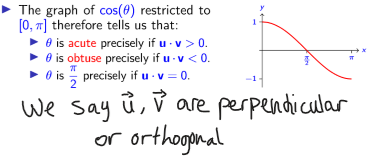 The graph of cos(θ) restricted to
[0, π] therefore tells us that:
θ is acute precisely if u · v > 0.
θ is obtuse precisely if u · v < 0.
θ is π/2 precisely if u · v = 0.
y
1
π/2
π
x
−1
We say u⃗, v⃗ are perpendicular
or orthogonal